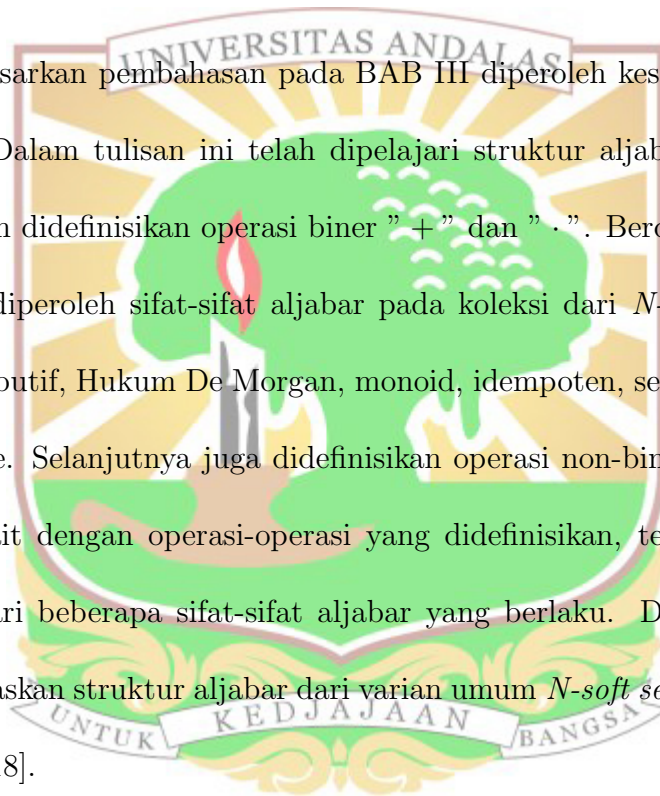 UNIVERSITAS ANDALAS
sarkan pembahasan pada BAB III diperoleh kes
Dalam tulisan ini telah dipelajari struktur aljab
didefinisikan operasi biner ” + ” dan ” · ”. Berd
diperoleh sifat-sifat aljabar pada koleksi dari N-
butif, Hukum De Morgan, monoid, idempoten, se
e. Selanjutnya juga didefinisikan operasi non-bin
it dengan operasi-operasi yang didefinisikan, te
ri beberapa sifat-sifat aljabar yang berlaku. D
askan struktur aljabar dari varian umum N-soft se
UNTUK KEDJAJAAN BANGSA
8].